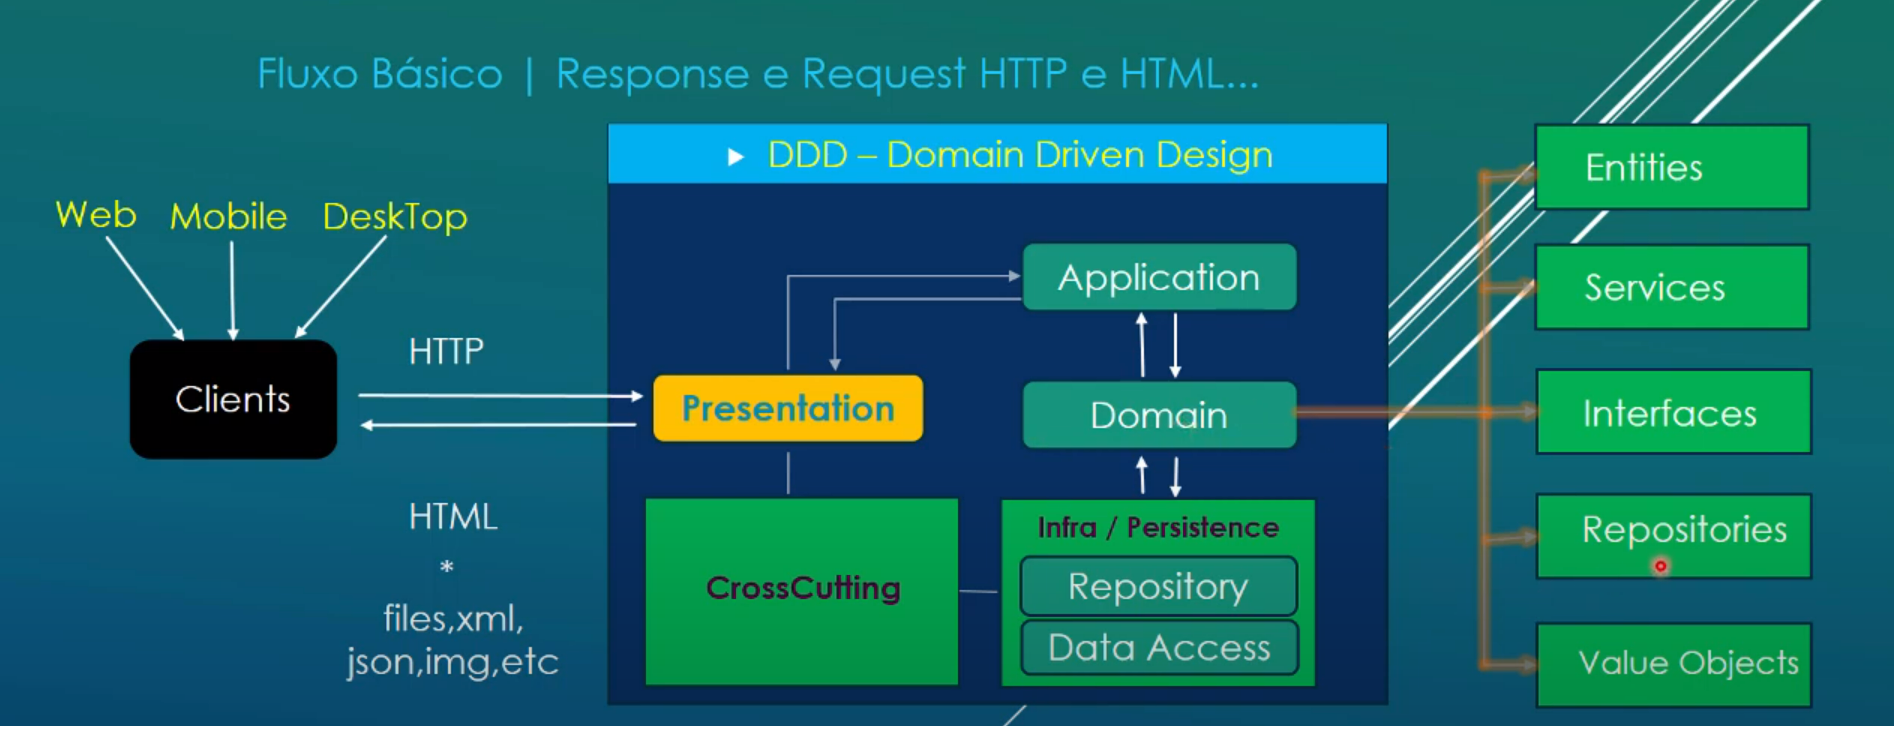 Fluxo Básico | Response e Request HTTP e HTML...
DDD – Domain Driven Design
Web
Mobile
DeskTop
Clients
HTTP
HTML
*
files,xml,
json,img,etc
Presentation
Application
Domain
CrossCutting
Infra / Persistence
Repository
Data Access
Entities
Services
Interfaces
Repositories
Value Objects